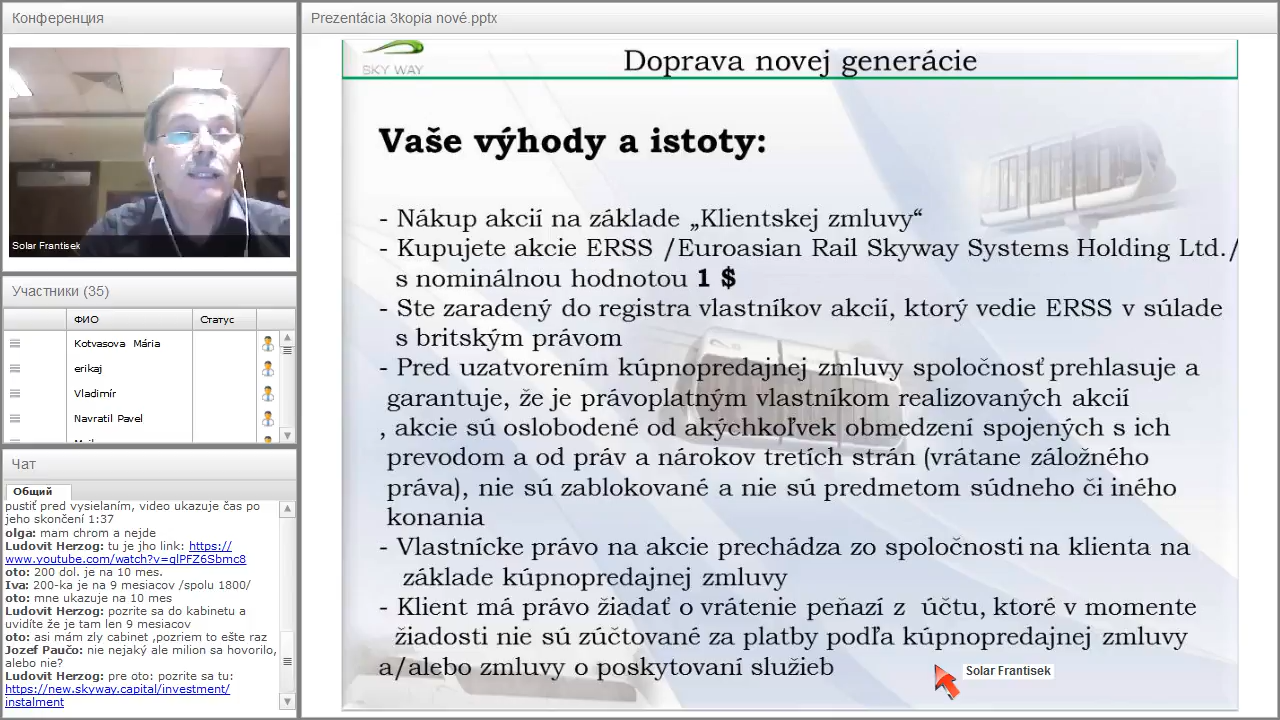 Конференция
Solar Frantisek
Участники (35)
ФИО
Статус
Kotvasova Mária
erikaj
Vladimír
Navratil Pavel
Чат
Общий
pustiť pred vysielaním, video ukazuje čas po
jeho skončení 1:37
olga: mam chrom a nejde
Ludovit Herzog: tu je jho link: https://
www.youtube.com/watch?v=qlPFZ6Sbmc8
oto: 200 dol. je na 10 mes.
Iva: 200-ka je na 9 mesiacov /spolu 1800/
oto: mne ukazuje na 10 mes
Ludovit Herzog: pozrite sa do kabinetu a
uvidíte že je tam len 9 mesiacov
oto: asi mám zly cabinet ,pozriem to ešte raz
Jozef Paučo: nie nejaký ale milion sa hovorilo,
alebo nie?
Ludovit Herzog: pre oto: pozrite sa tu:
https://new.skyway.capital/investment/
instalment
Prezentácia 3kopia nové.pptx
SKY WAY
Doprava novej generácie
Vaše výhody a istoty:
- Nákup akcií na základe „Klientskej zmluvy“
- Kupujete akcie ERSS /Euroasian Rail Skyway Systems Holding Ltd./
s nominálnou hodnotou 1 $
- Ste zaradený do registra vlastníkov akcií, ktorý vedie ERSS v súlade
s britským právom
- Pred uzatvorením kúpnopredajnej zmluvy spoločnosť prehlasuje a
garantuje, že je právoplatným vlastníkom realizovaných akcií
, akcie sú oslobodené od akýchkoľvek obmedzení spojených s ich
prevodom a od práv a nárokov tretích strán (vrátane záložného
práva), nie sú zablokované a nie sú predmetom súdneho či iného
konania
- Vlastnícke právo na akcie prechádza zo spoločnosti na klienta na
základe kúpnopredajnej zmluvy
- Klient má právo žiadať o vrátenie peňazí z účtu, ktoré v momente
žiadosti nie sú zúčtované za platby podľa kúpnopredajnej zmluvy
a/alebo zmluvy o poskytovaní služieb
Solar Frantisek